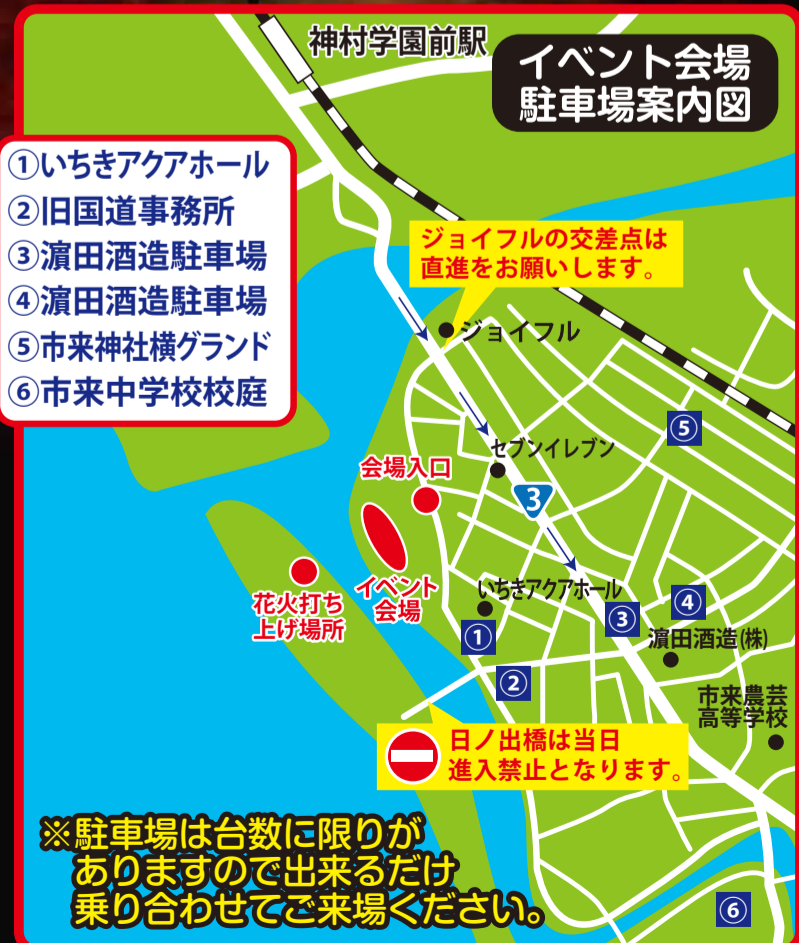 神村学園前駅
イベント会場
駐車場案内図
①いちきアクアホール
②旧国道事務所
③濵田酒造駐車場
④濵田酒造駐車場
⑤市来神社横グランド
⑥市来中学校校庭
ジョイフルの交差点は
直進をお願いします。
ジョイフル
⑤
セブンイレブン
会場入口
3
イベント
会場
花火打ち
上げ場所
いちきアクアホール
①
②
③
④
濵田酒造(株)
市来農芸
高等学校
日ノ出橋は当日
進入禁止となります。
※駐車場は台数に限りが
ありますので出来るだけ
乗り合わせてご来場ください。
⑥